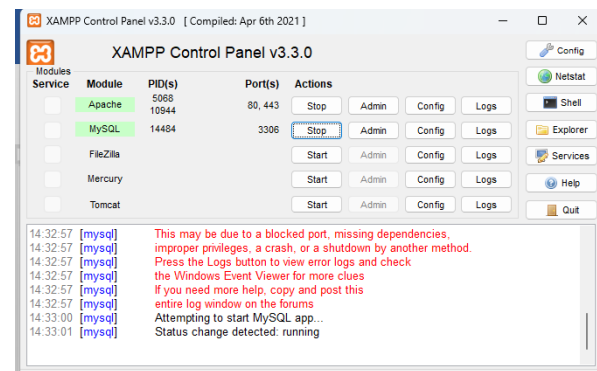 XAMPP Control Panel v3.3.0 [ Compiled: Apr 6th 2021 ]
XAMPP Control Panel v3.3.0
Config
Modules
Service Module PID(s) Port(s) Actions
Netstat
Apache 5068 10944 80, 443 Stop Admin Config Logs
Shell
MySQL 14484 3306 Stop Admin Config Logs
Explorer
FileZilla Start Admin Config Logs
Services
Mercury Start Admin Config Logs
Help
Tomcat Start Admin Config Logs
Quit
14:32:57 [mysql] This may be due to a blocked port, missing dependencies,
14:32:57 [mysql] improper privileges, a crash, or a shutdown by another method.
14:32:57 [mysql] Press the Logs button to view error logs and check
14:32:57 [mysql] the Windows Event Viewer for more clues
14:32:57 [mysql] If you need more help, copy and post this
14:32:57 [mysql] entire log window on the forums
14:33:00 [mysql] Attempting to start MySQL app...
14:33:01 [mysql] Status change detected: running